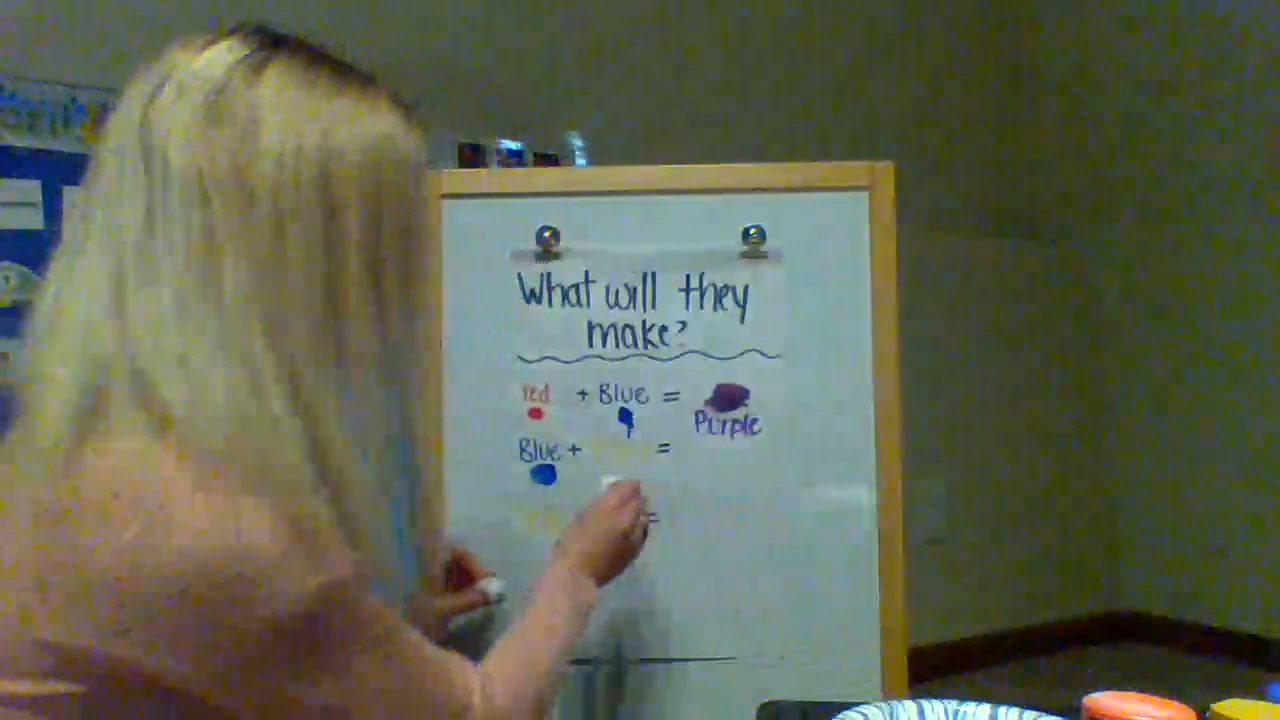 What will they
make?
red + Blue =
Purple
Blue + =
=